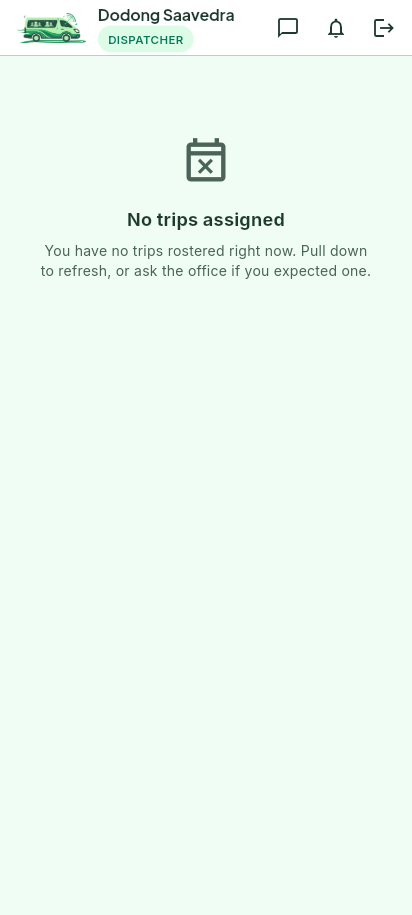 Dodong Saavedra
DISPATCHER
No trips assigned
You have no trips rostered right now. Pull down
to refresh, or ask the office if you expected one.